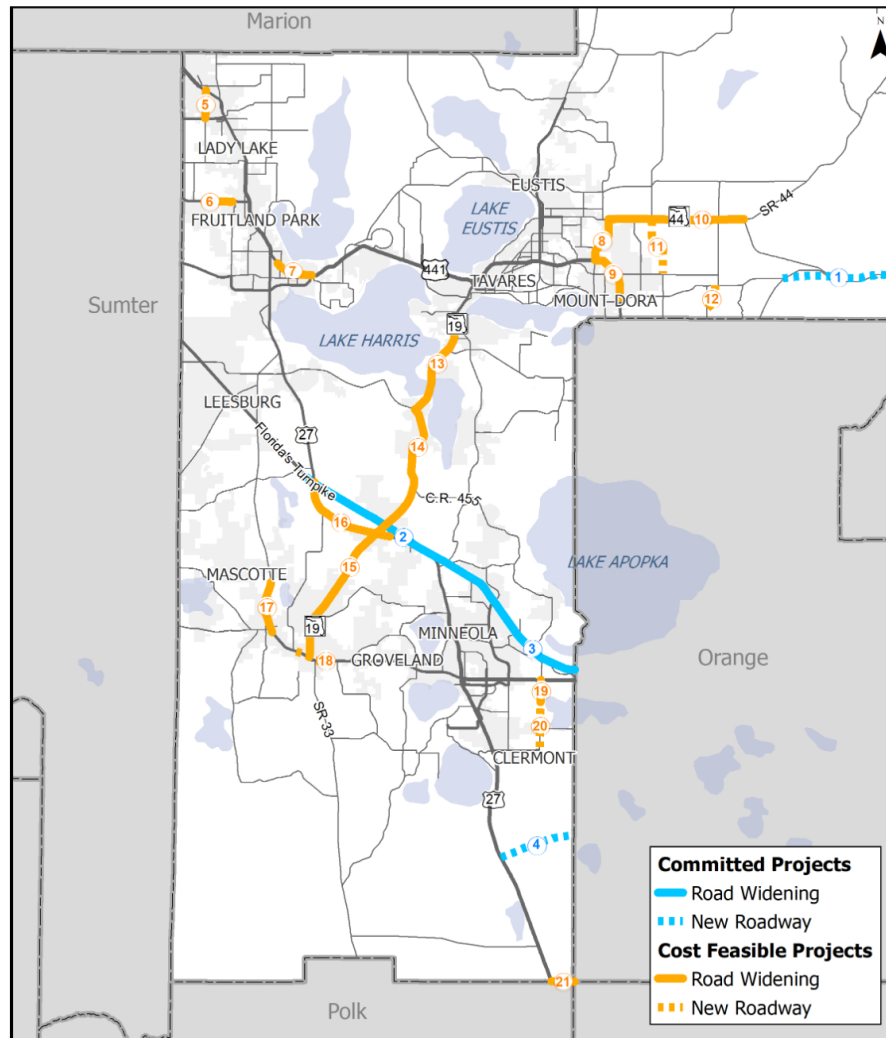 Marion
N
5
LADY LAKE
EUSTIS
6
FRUITLAND PARK
LAKE
EUSTIS
44
10
SR-44
8
11
7
441
9
1
TAVARES
Sumter
MOUNT DORA
12
19
LAKE HARRIS
13
LEESBURG
27
14
Florida's Turnpike
C.R. 455
16
2
LAKE APOPKA
15
MASCOTTE
17
19
MINNEOLA
3
Orange
18
GROVELAND
19
SR-33
20
CLERMONT
27
4
Committed Projects
Road Widening
New Roadway
Cost Feasible Projects
Road Widening
New Roadway
21
Polk